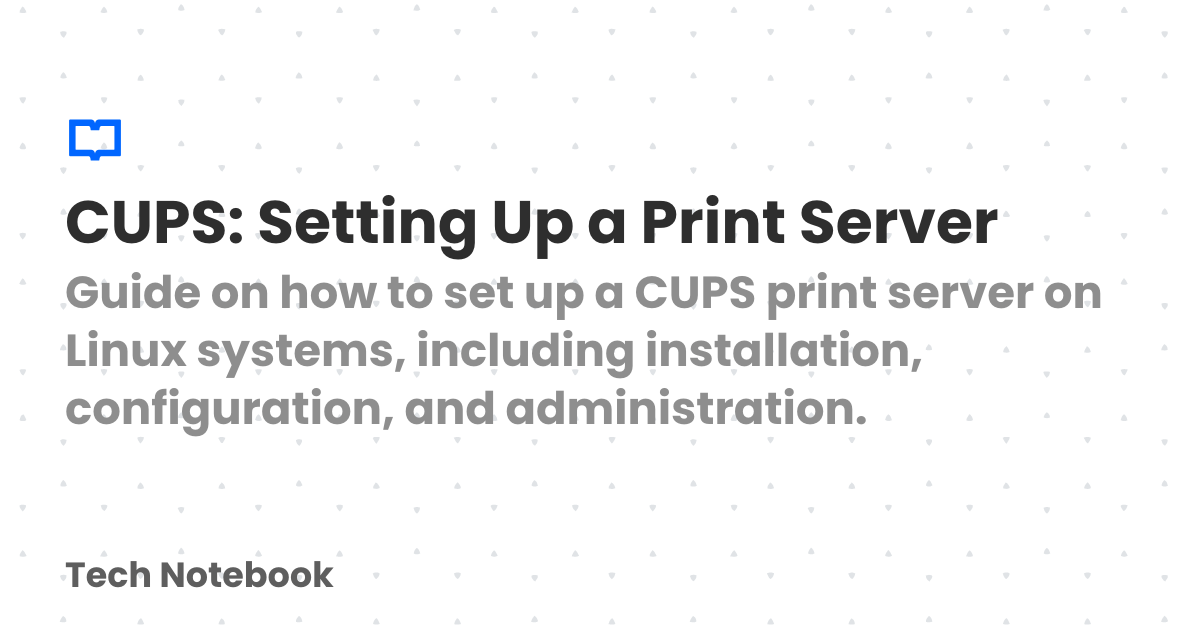 CUPS: Setting Up a Print Server
Guide on how to set up a CUPS print server on
Linux systems, including installation,
configuration, and administration.
Tech Notebook